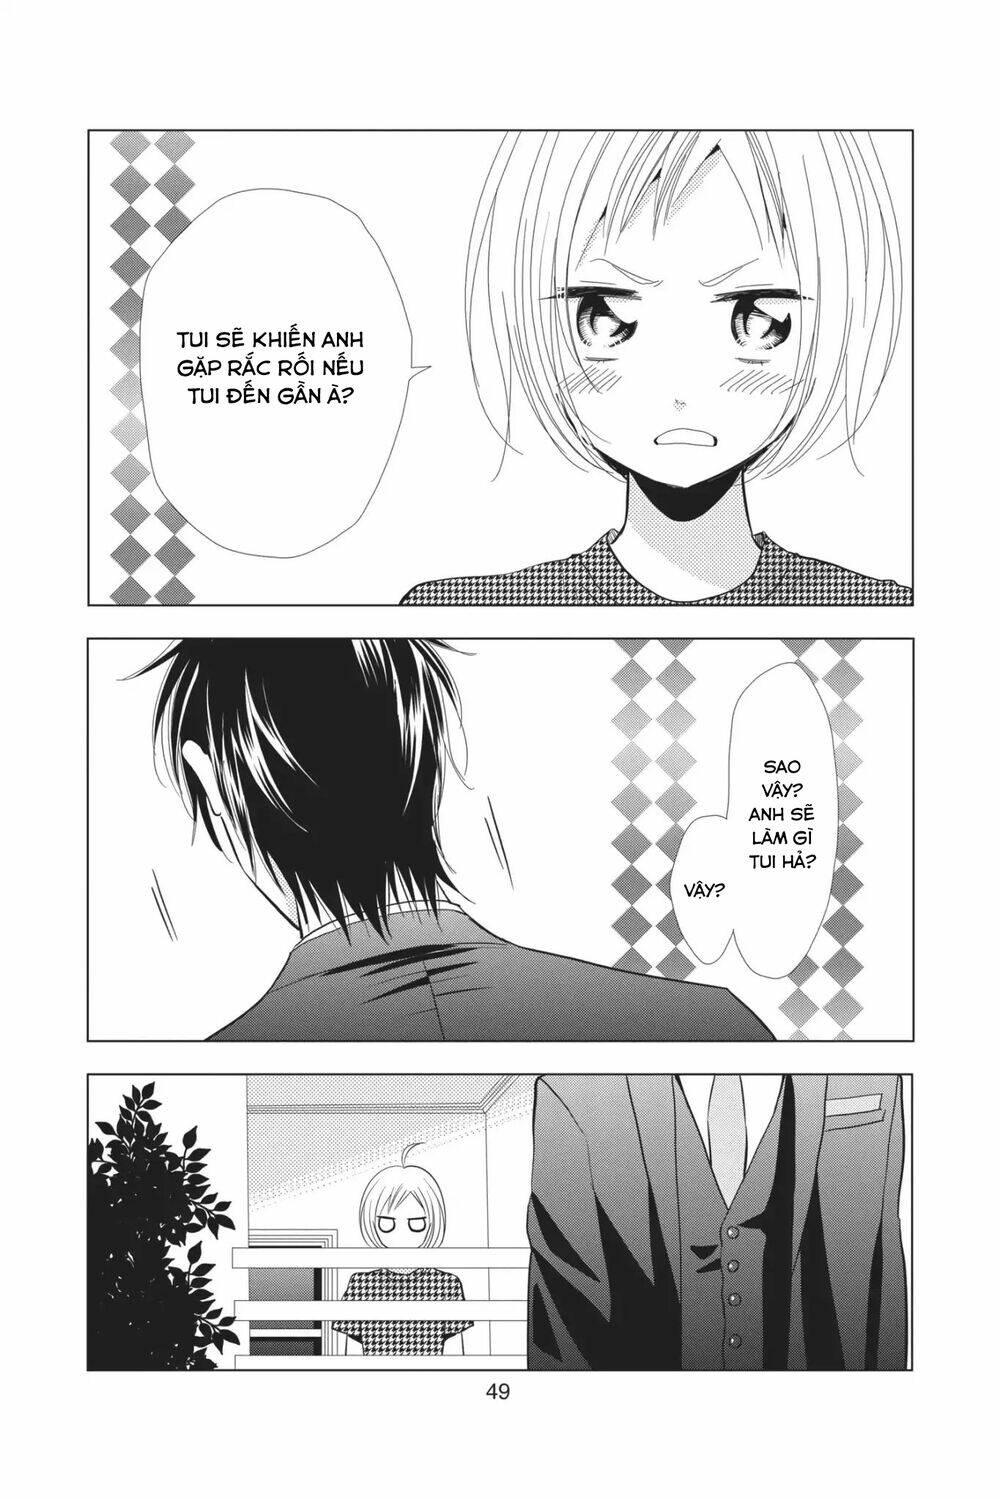 TUI SẼ KHIẾN ANH
GẶP RẮC RỐI NẾU
TUI ĐẾN GẦN À?
SAO
VẬY?
ANH SẼ
LÀM GÌ
TUI HẢ?
VẬY?
49